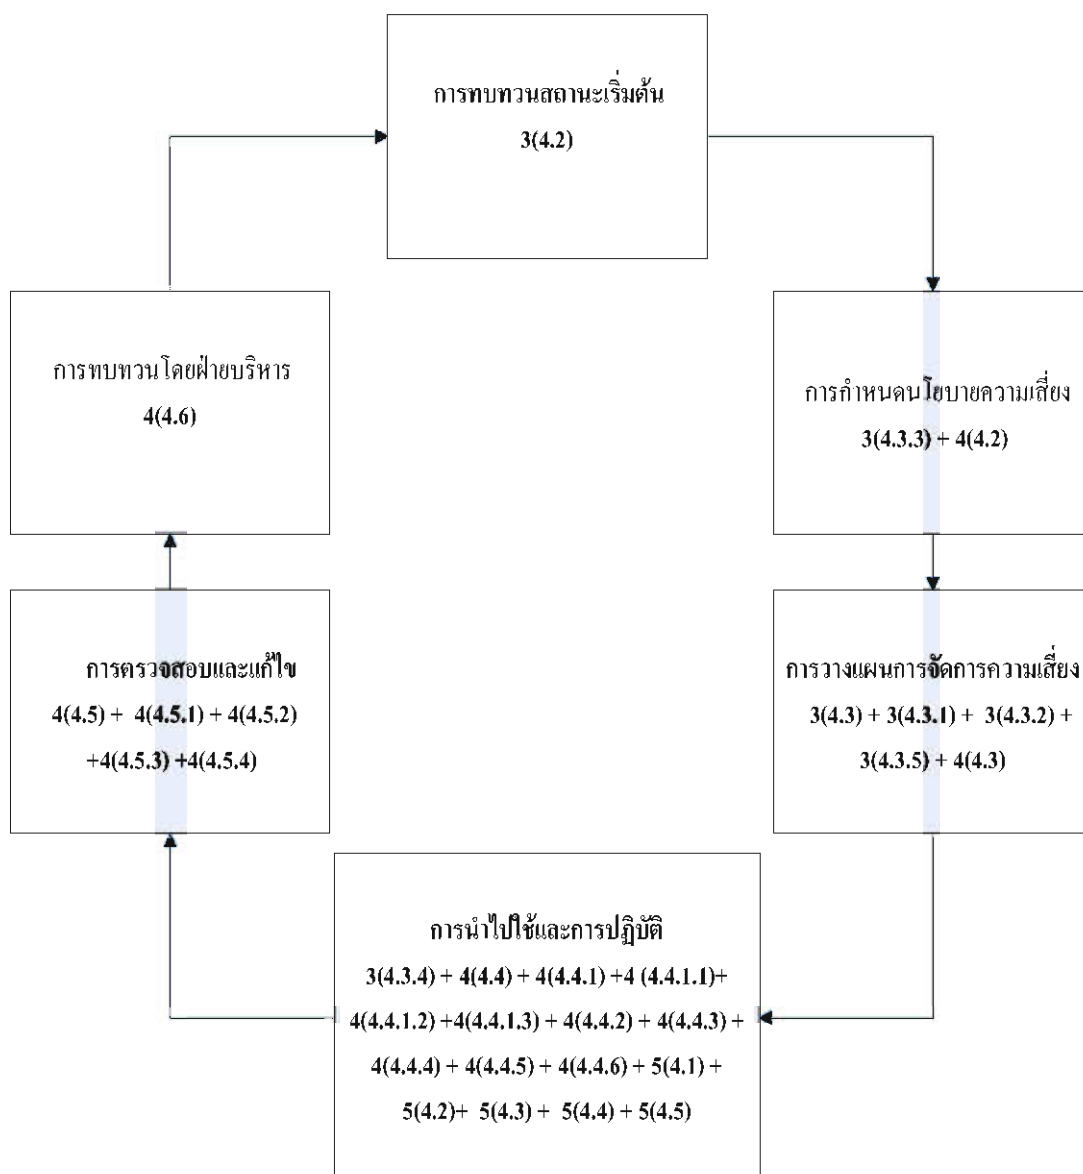 การทบทวนสถานะเริ่มต้น
3(4.2)
การทบทวนโดยฝ่ายบริหาร
4(4.6)
การกำหนดนโยบายความเสี่ยง
3(4.3.3) + 4(4.2)
การตรวจสอบและแก้ไข
4(4.5) + 4(4.5.1) + 4(4.5.2)
+4(4.5.3) +4(4.5.4)
การวางแผนการจัดการความเสี่ยง
3(4.3) + 3(4.3.1) + 3(4.3.2) +
3(4.3.5) + 4(4.3)
การนำไปใช้และการปฏิบัติ
3(4.3.4) + 4(4.4) + 4(4.4.1) +4 (4.4.1.1)+
4(4.4.1.2) +4(4.4.1.3) + 4(4.4.2) + 4(4.4.3) +
4(4.4.4) + 4(4.4.5) + 4(4.4.6) + 5(4.1) +
5(4.2)+ 5(4.3) + 5(4.4) + 5(4.5)